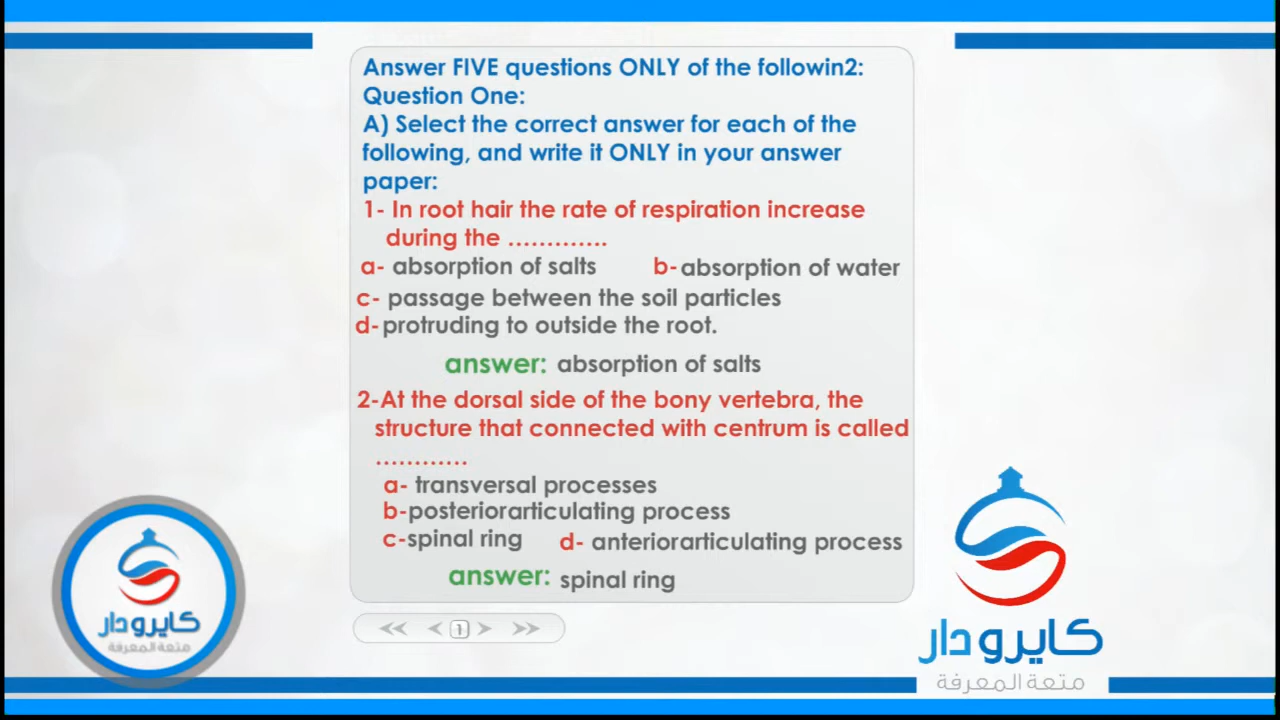 Answer FIVE questions ONLY of the followin2:
Question One:
A) Select the correct answer for each of the
following, and write it ONLY in your answer
paper:
1- In root hair the rate of respiration increase
during the .............
a- absorption of salts b- absorption of water
c- passage between the soil particles
d- protruding to outside the root.
answer: absorption of salts
2-At the dorsal side of the bony vertebra, the
structure that connected with centrum is called
............
a- transversal processes
b-posteriorarticulating process
c-spinal ring d- anteriorarticulating process
answer: spinal ring
1
كايرو دار
متعة المعرفة
كايرو دار
متعة المعرفة